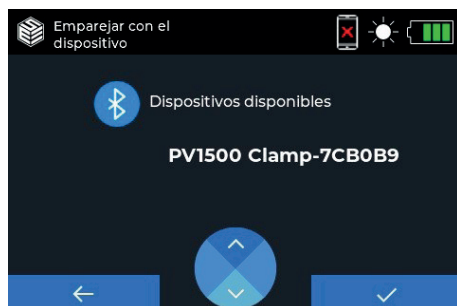 Emparejar con el
dispositivo
Dispositivos disponibles
PV1500 Clamp-7CB0B9